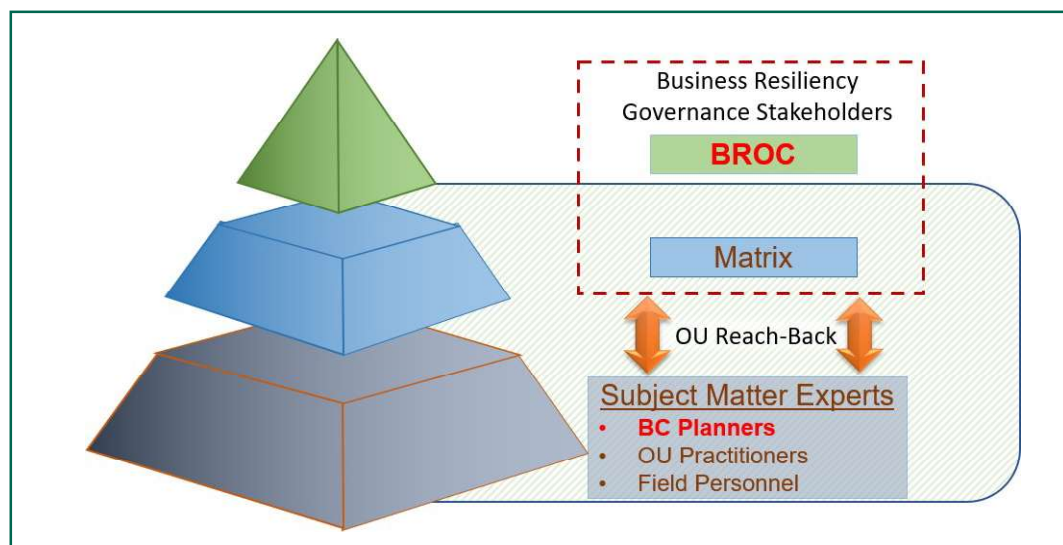 Business Resiliency
Governance Stakeholders
BROC
Matrix
OU Reach-Back
Subject Matter Experts
• BC Planners
• OU Practitioners
• Field Personnel